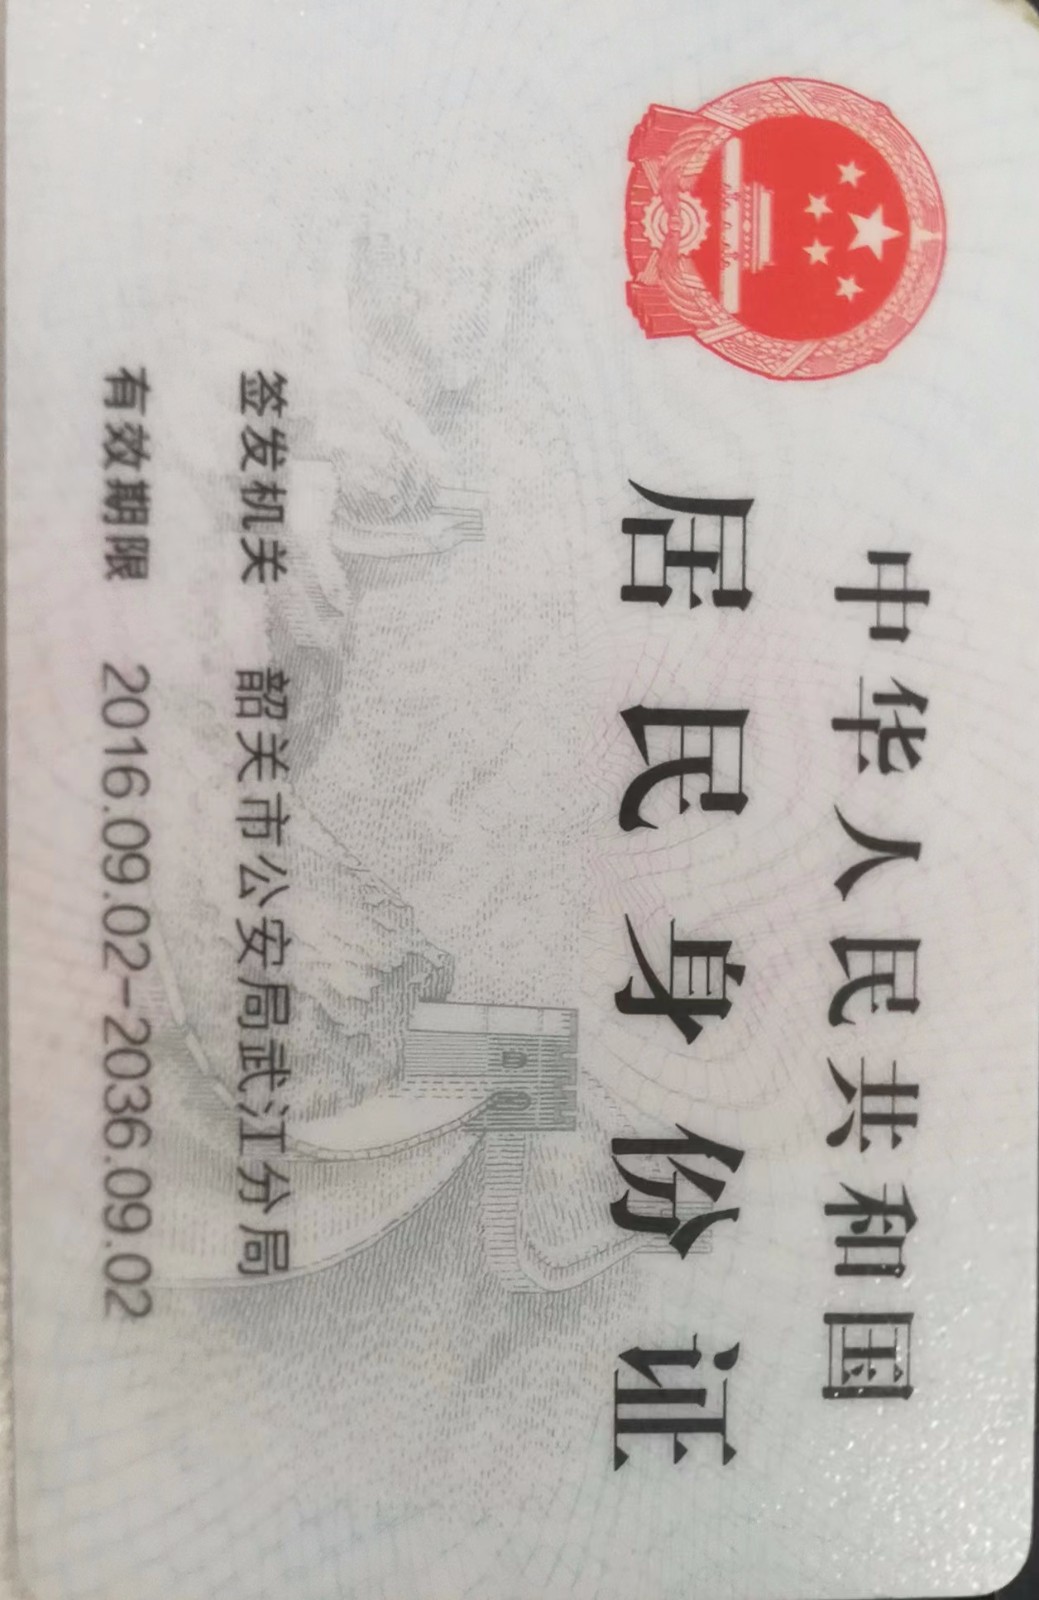 中华人民共和国
居民身份证
签发机关 韶关市公安局武江分局
有效期限 2016.09.02-2036.09.02